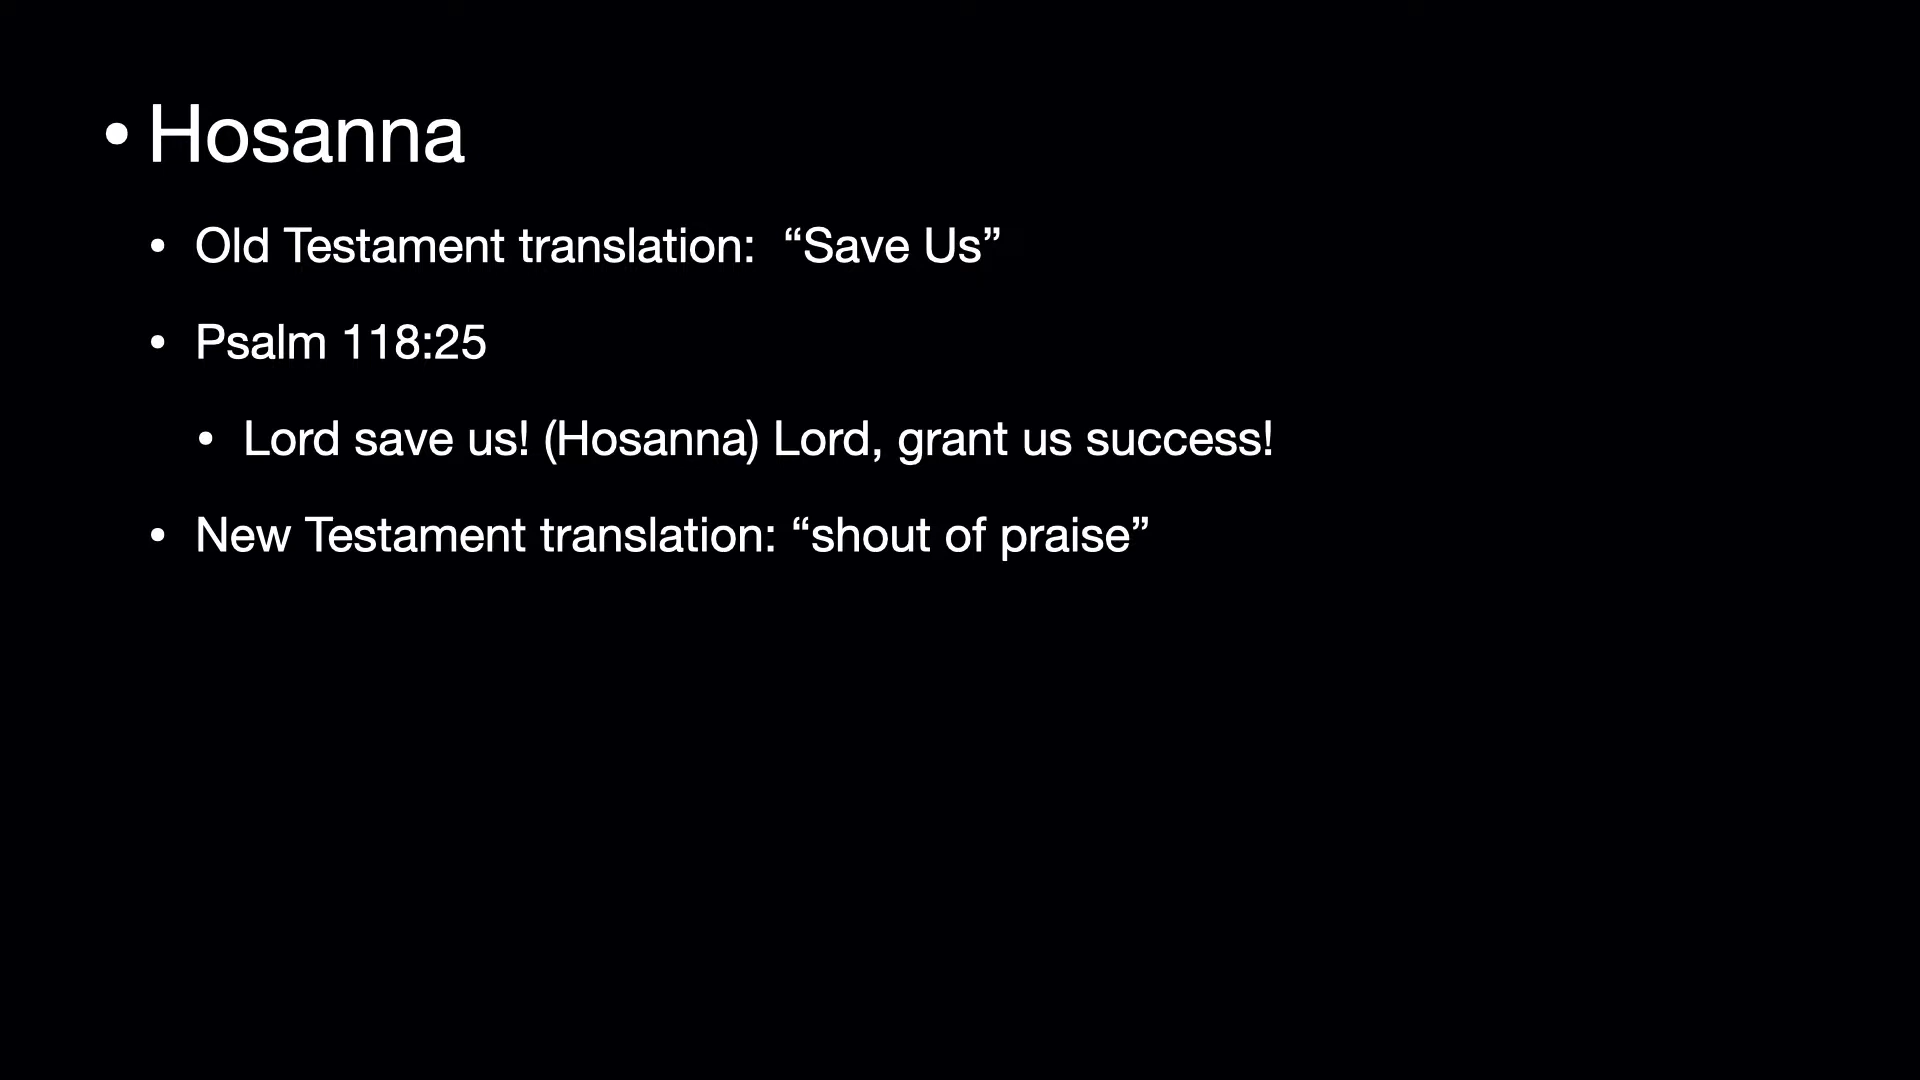 • Hosanna
• Old Testament translation:  “Save Us”
• Psalm 118:25
• Lord save us! (Hosanna) Lord, grant us success!
• New Testament translation: “shout of praise”